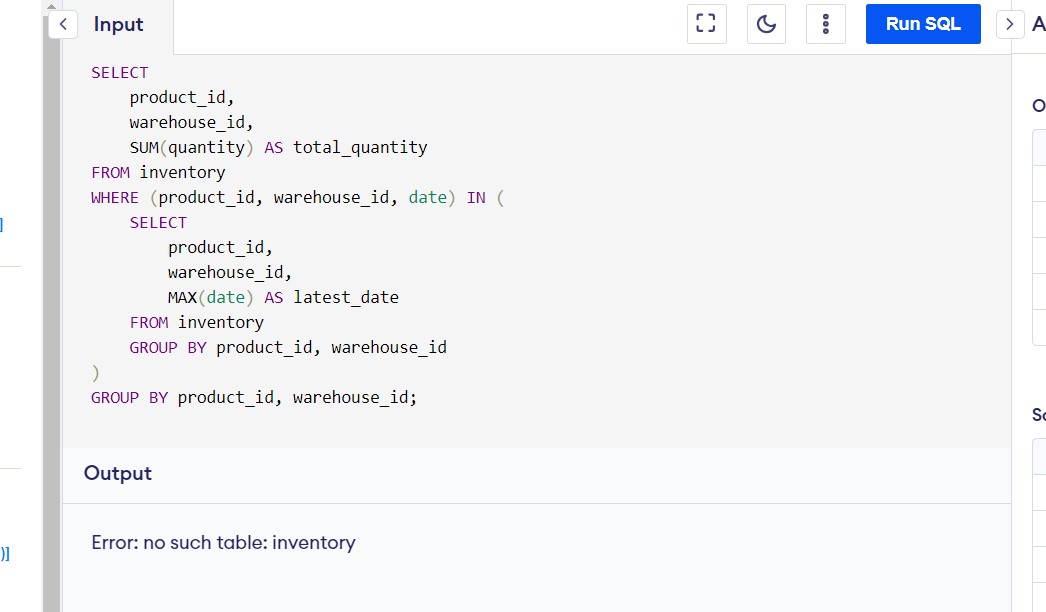 Input
Run SQL
SELECT
product_id,
warehouse_id,
SUM(quantity) AS total_quantity
FROM inventory
WHERE (product_id, warehouse_id, date) IN (
SELECT
product_id,
warehouse_id,
MAX(date) AS latest_date
FROM inventory
GROUP BY product_id, warehouse_id
)
GROUP BY product_id, warehouse_id;
Output
Error: no such table: inventory
]
)]